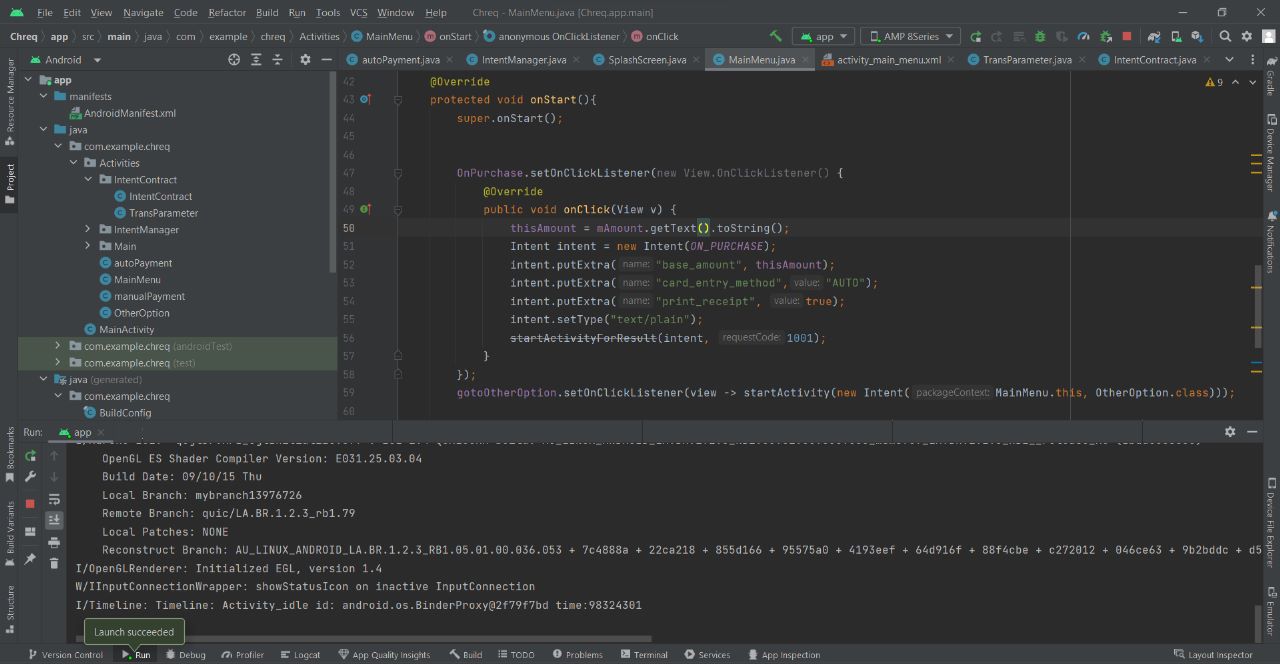 File Edit View Navigate Code Refactor Build Run Tools VCS Window Help Chreq - MainMenu.java [Chreq.app.main]
Chreq app src main java com example chreq Activities MainMenu onStart anonymous OnClickListener onClick app AMP 8Series
Android
autoPayment.java IntentManager.java SplashScreen.java MainMenu.java activity_main_menu.xml TransParameter.java IntentContract.java
app
manifests
AndroidManifest.xml
java
com.example.chreq
Activities
IntentContract
IntentContract
TransParameter
IntentManager
Main
autoPayment
MainMenu
manualPayment
OtherOption
MainActivity
com.example.chreq (androidTest)
com.example.chreq (test)
java (generated)
com.example.chreq
BuildConfig
9
42 @Override
43 protected void onStart(){
44 super.onStart();
45
46
47 OnPurchase.setOnClickListener(new View.OnClickListener() {
48 @Override
49 public void onClick(View v) {
50 thisAmount = mAmount.getText().toString();
51 Intent intent = new Intent(ON_PURCHASE);
52 intent.putExtra( name: "base_amount", thisAmount);
53 intent.putExtra( name: "card_entry_method", value: "AUTO");
54 intent.putExtra( name: "print_receipt", value: true);
55 intent.setType("text/plain");
56 startActivityForResult(intent, requestCode: 1001);
57 }
58 });
59 gotoOtherOption.setOnClickListener(view -> startActivity(new Intent( packageContext: MainMenu.this, OtherOption.class)));
60
Resource Manager
Project
Bookmarks
Build Variants
Structure
Gradle
Device Manager
Notifications
Device File Explorer
Emulator
Run: app
OpenGL ES Shader Compiler Version: E031.25.03.04
Build Date: 09/10/15 Thu
Local Branch: mybranch13976726
Remote Branch: quic/LA.BR.1.2.3_rb1.79
Local Patches: NONE
Reconstruct Branch: AU_LINUX_ANDROID_LA.BR.1.2.3_RB1.05.01.00.036.053 + 7c4888a + 22ca218 + 855d166 + 95575a0 + 4193eef + 64d916f + 88f4cbe + c272012 + 046ce63 + 9b2bddc + d5
I/OpenGLRenderer: Initialized EGL, version 1.4
W/IInputConnectionWrapper: showStatusIcon on inactive InputConnection
I/Timeline: Timeline: Activity_idle id: android.os.BinderProxy@2f79f7bd time:98324301
Launch succeeded
Version Control Run Debug Profiler Logcat App Quality Insights Build TODO Problems Terminal Services App Inspection Layout Inspector